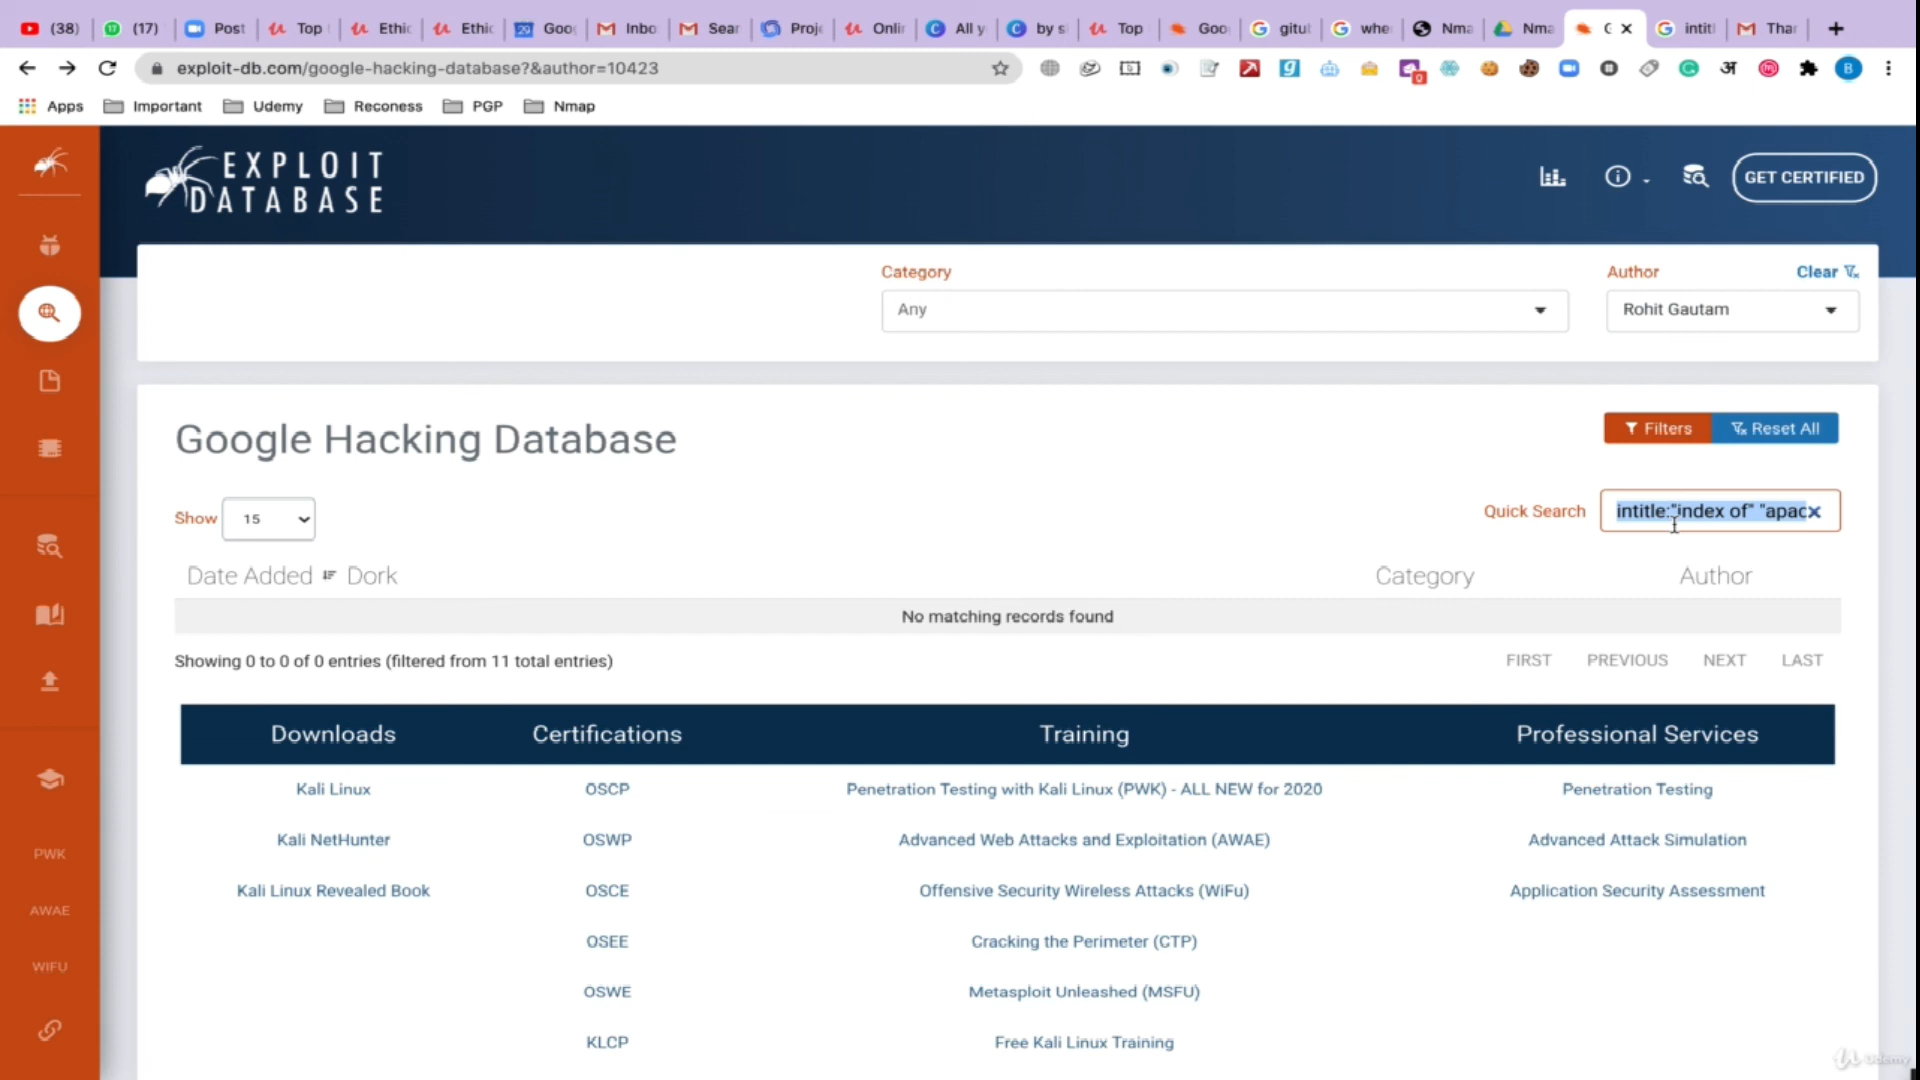 (38) (17) Post Top Ethic Ethic Goo Inbo Sear Proj Onlin All y by s Top Goo gitut whe Nma Nma G intitl Than
exploit-db.com/google-hacking-database?&author=10423
Apps Important Udemy Reconess PGP Nmap
EXPLOIT
DATABASE
GET CERTIFIED
Category
Author Clear
Any
Rohit Gautam
Google Hacking Database
Filters Reset All
Show 15
Quick Search intitle:"index of" "apac
Date Added Dork Category Author
No matching records found
Showing 0 to 0 of 0 entries (filtered from 11 total entries)
FIRST PREVIOUS NEXT LAST
Downloads Certifications Training Professional Services
Kali Linux OSCP Penetration Testing with Kali Linux (PWK) - ALL NEW for 2020 Penetration Testing
Kali NetHunter OSWP Advanced Web Attacks and Exploitation (AWAE) Advanced Attack Simulation
Kali Linux Revealed Book OSCE Offensive Security Wireless Attacks (WiFu) Application Security Assessment
OSEE Cracking the Perimeter (CTP)
OSWE Metasploit Unleashed (MSFU)
KLCP Free Kali Linux Training
PWK
AWAE
WIFU
Udemy